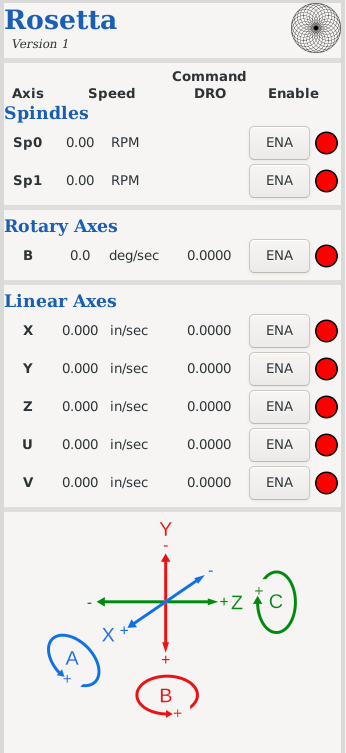 Rosetta
Version 1
Command
Axis Speed DRO Enable
Spindles
Sp0 0.00 RPM ENA
Sp1 0.00 RPM ENA
Rotary Axes
B 0.0 deg/sec 0.0000 ENA
Linear Axes
X 0.000 in/sec 0.0000 ENA
Y 0.000 in/sec 0.0000 ENA
Z 0.000 in/sec 0.0000 ENA
U 0.000 in/sec 0.0000 ENA
V 0.000 in/sec 0.0000 ENA
Y
-
-
+
- + Z C
X +
A +
+
B
+